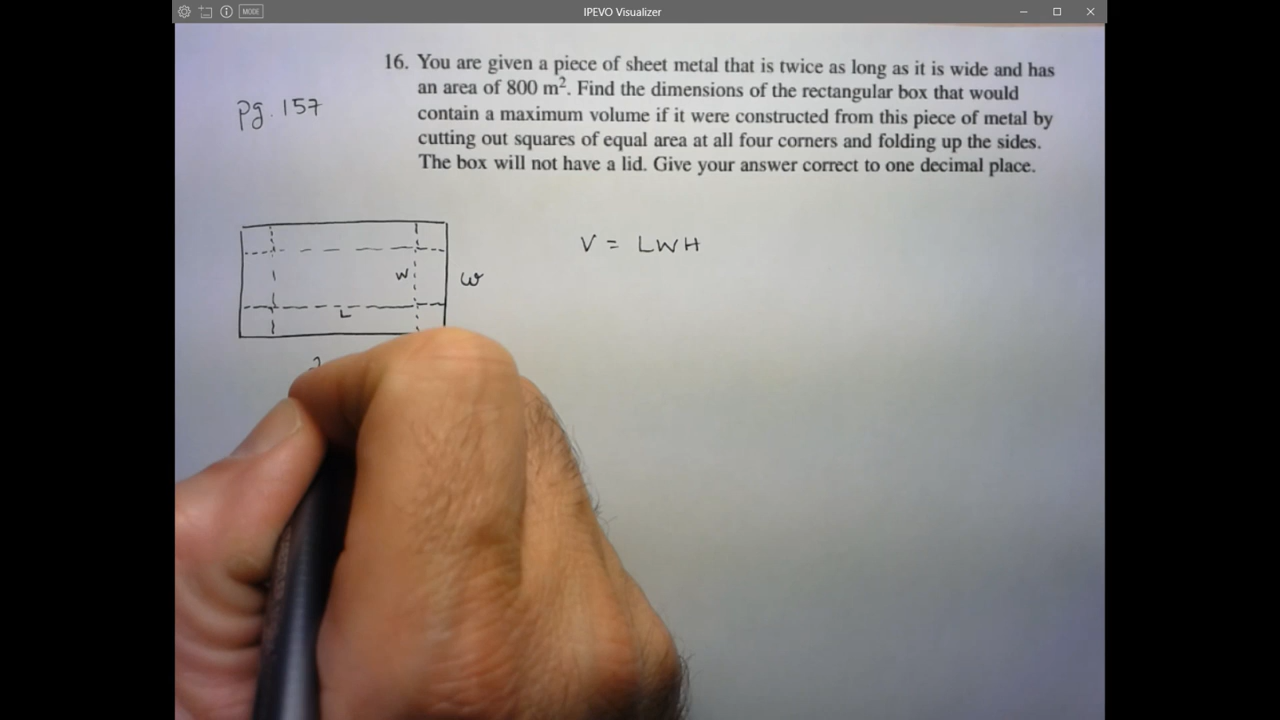 MODE
IPEVO Visualizer
16. You are given a piece of sheet metal that is twice as long as it is wide and has
an area of 800 m². Find the dimensions of the rectangular box that would
contain a maximum volume if it were constructed from this piece of metal by
cutting out squares of equal area at all four corners and folding up the sides.
The box will not have a lid. Give your answer correct to one decimal place.
pg. 157
V = LWH
W
w
L